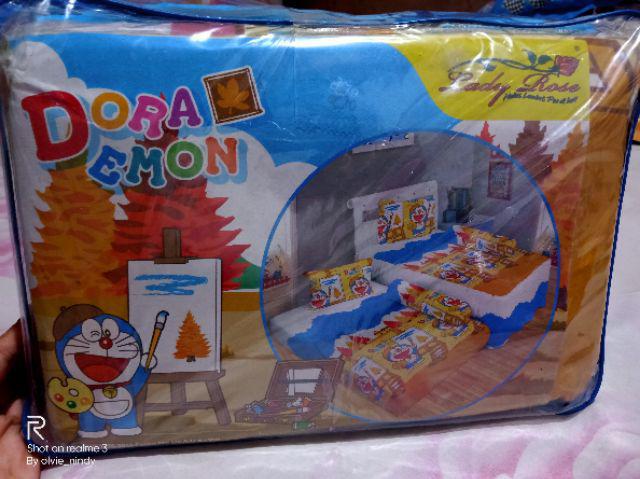 DORA
EMON
Lady Rose
R
Shot on realme 3
By olvie_nindy